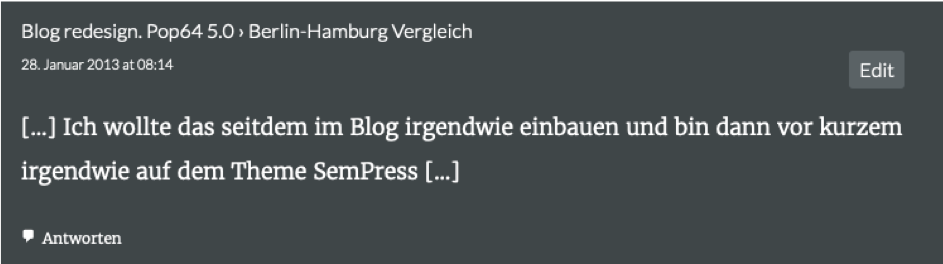 Blog redesign. Pop64 5.0 › Berlin-Hamburg Vergleich
28. Januar 2013 at 08:14
Edit
[...] Ich wollte das seitdem im Blog irgendwie einbauen und bin dann vor kurzem
irgendwie auf dem Theme SemPress [...]
Antworten